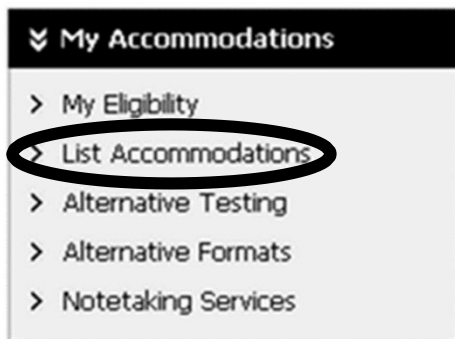 My Accommodations
My Eligibility
List Accommodations
Alternative Testing
Alternative Formats
Notetaking Services